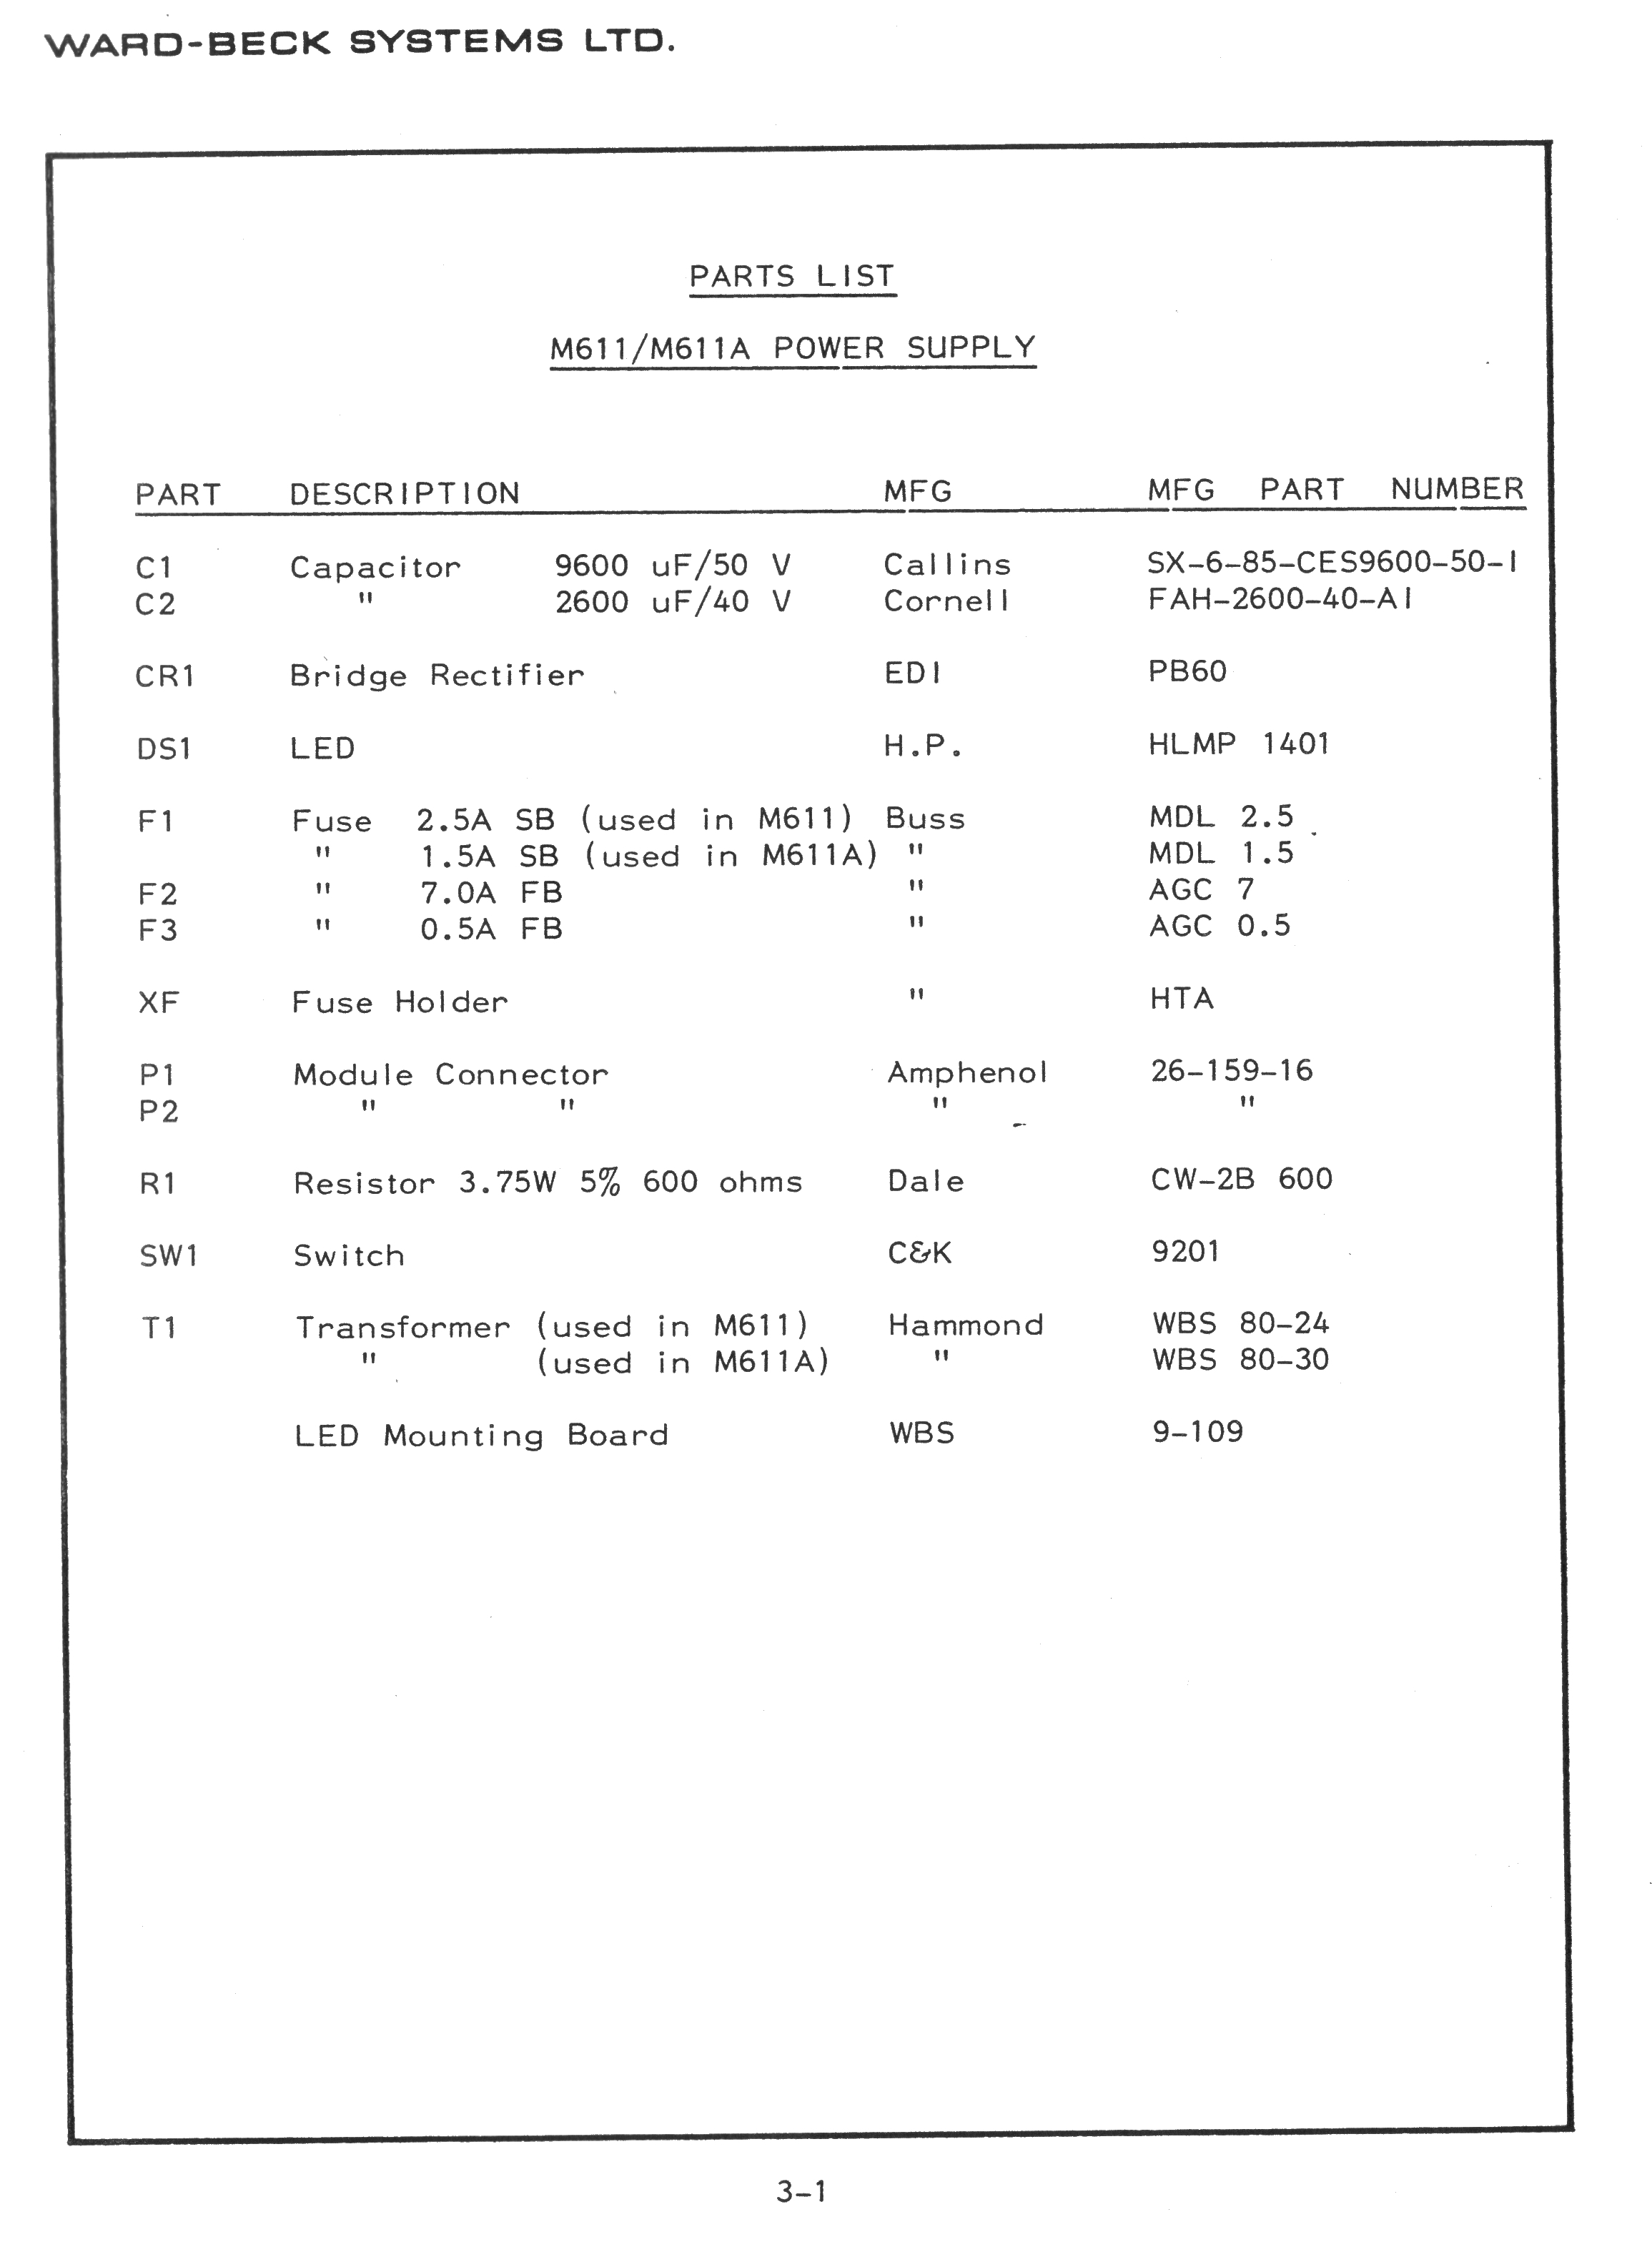 WARD-BECK SYSTEMS LTD.
PARTS LIST
M611/M611A POWER SUPPLY
PART DESCRIPTION MFG MFG PART NUMBER
C1 Capacitor 9600 uF/50 V Callins SX-6-85-CES9600-50-I
C2 " 2600 uF/40 V Cornell FAH-2600-40-AI
CR1 Bridge Rectifier EDI PB60
DS1 LED H.P. HLMP 1401
F1 Fuse 2.5A SB (used in M611) Buss MDL 2.5
" 1.5A SB (used in M611A) " MDL 1.5
F2 " 7.0A FB " AGC 7
F3 " 0.5A FB " AGC 0.5
XF Fuse Holder " HTA
P1 Module Connector Amphenol 26-159-16
P2 " " " "
R1 Resistor 3.75W 5% 600 ohms Dale CW-2B 600
SW1 Switch C&K 9201
T1 Transformer (used in M611) Hammond WBS 80-24
" (used in M611A) " WBS 80-30
LED Mounting Board WBS 9-109
3-1